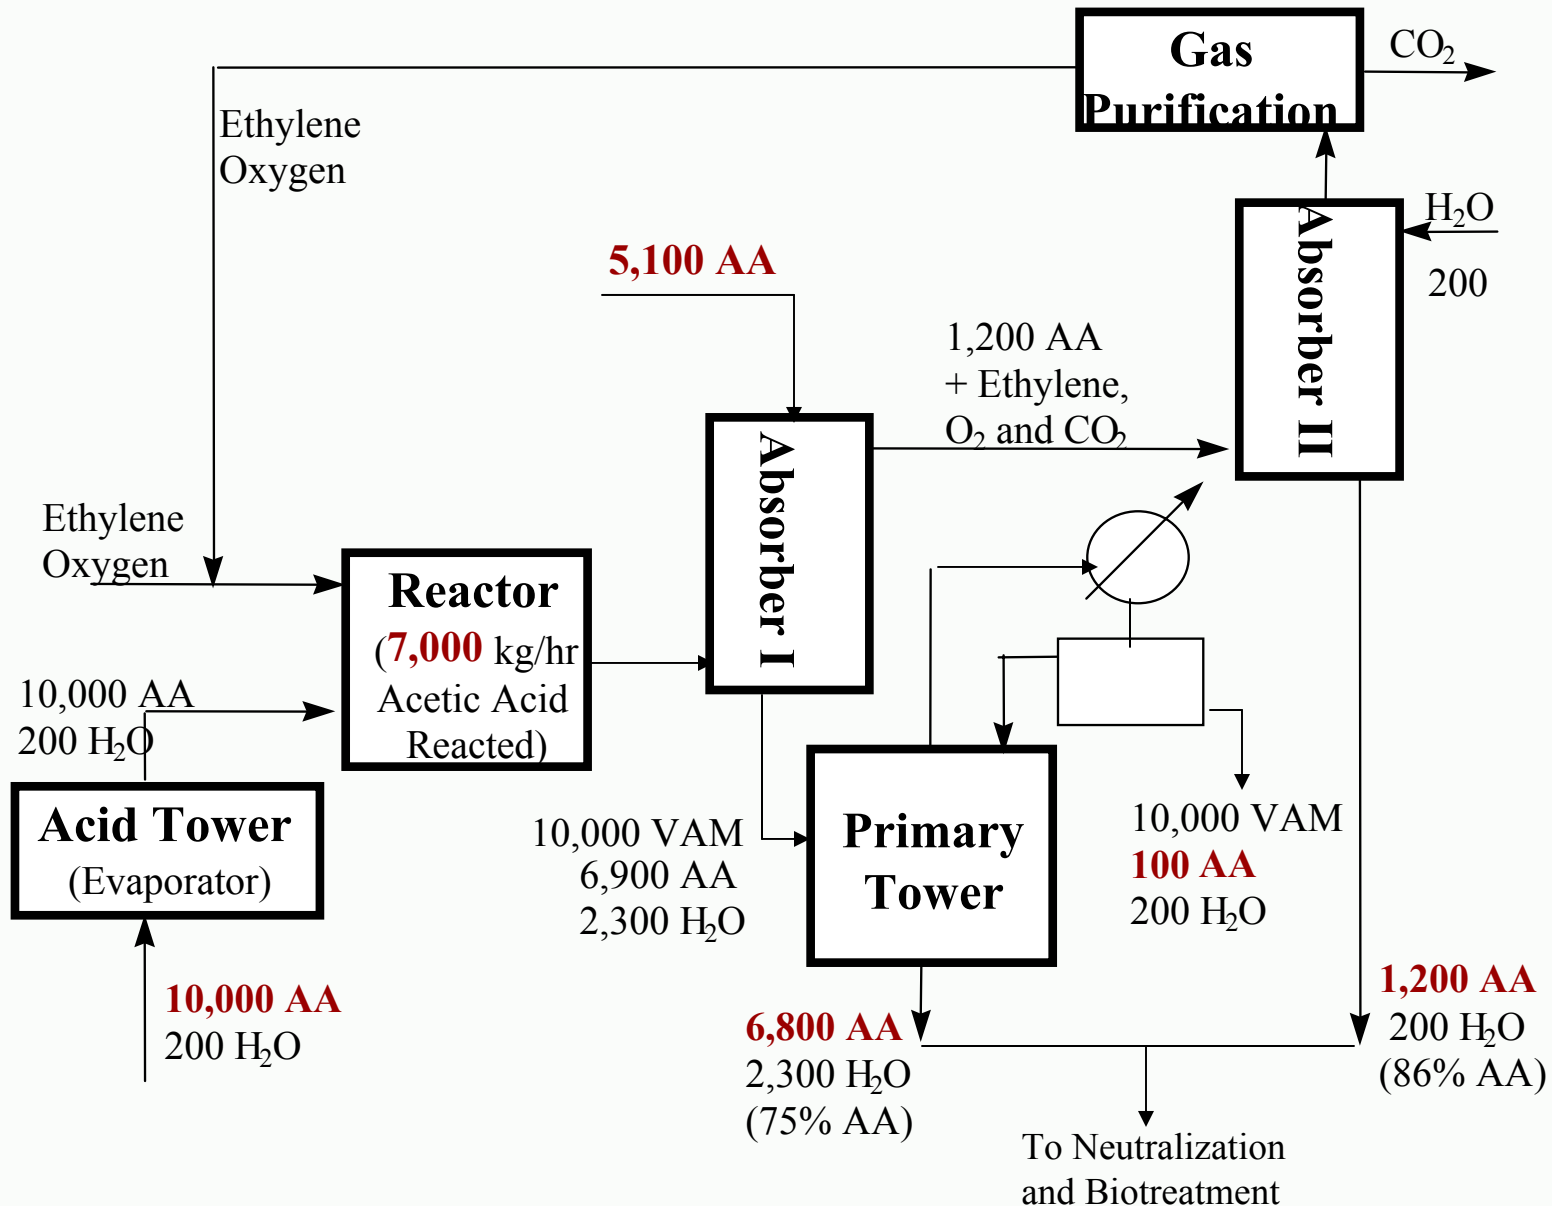 Gas
Purification
CO₂
Ethylene
Oxygen
Absorber II
H₂O
200
5,100 AA
1,200 AA
+ Ethylene,
O₂ and CO₂
Absorber I
Ethylene
Oxygen
Reactor
(7,000 kg/hr
Acetic Acid
Reacted)
10,000 AA
200 H₂O
Acid Tower
(Evaporator)
10,000 AA
200 H₂O
10,000 VAM
6,900 AA
2,300 H₂O
Primary
Tower
10,000 VAM
100 AA
200 H₂O
6,800 AA
2,300 H₂O
(75% AA)
1,200 AA
200 H₂O
(86% AA)
To Neutralization
and Biotreatment